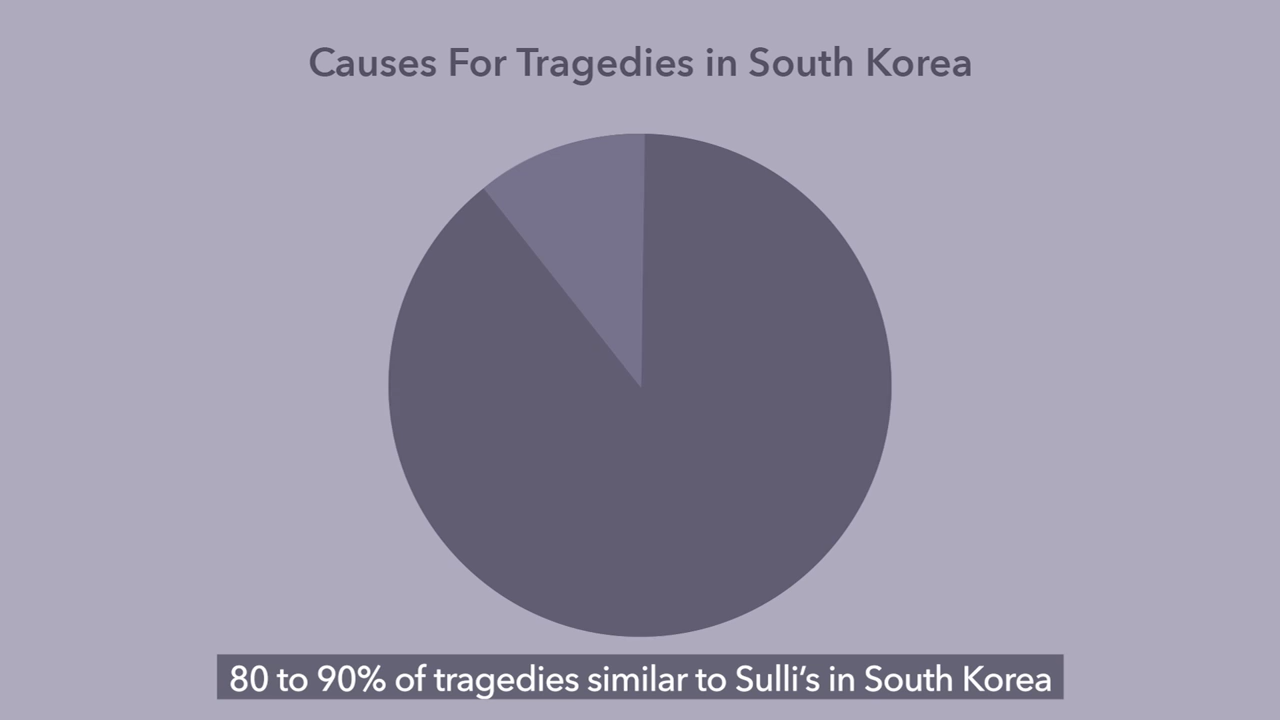 Causes For Tragedies in South Korea
80 to 90% of tragedies similar to Sulli’s in South Korea